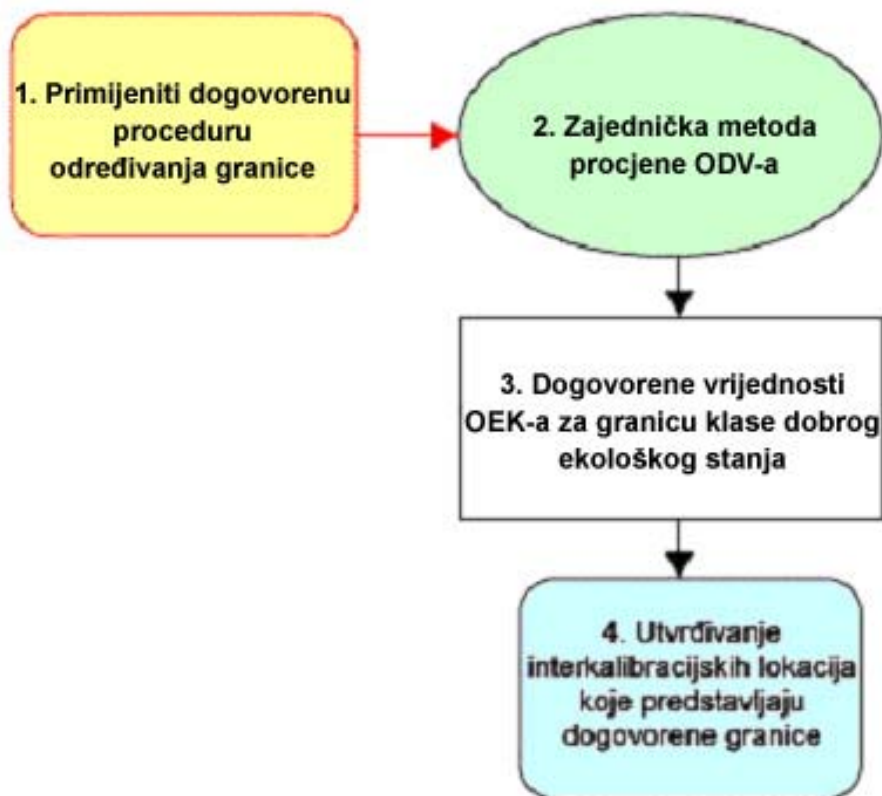 1. Primijeniti dogovorenu
proceduru
određivanja granice
2. Zajednička metoda
procjene ODV-a
3. Dogovorene vrijednosti
OEK-a za granicu klase dobrog
ekološkog stanja
4. Utvrđivanje
interkalibracijskih lokacija
koje predstavljaju
dogovorene granice